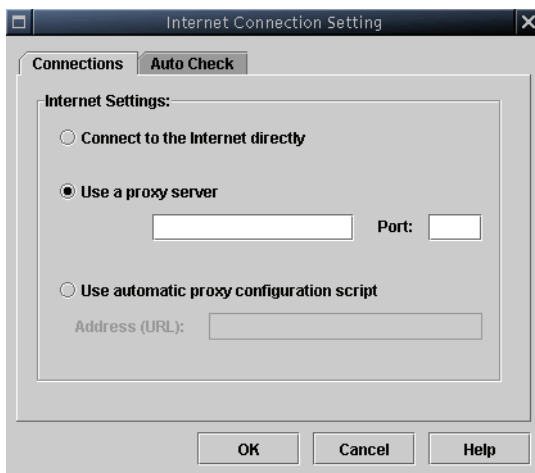 Internet Connection Setting
Connections Auto Check
Internet Settings:
Connect to the Internet directly
Use a proxy server
Port:
Use automatic proxy configuration script
Address (URL):
OK Cancel Help